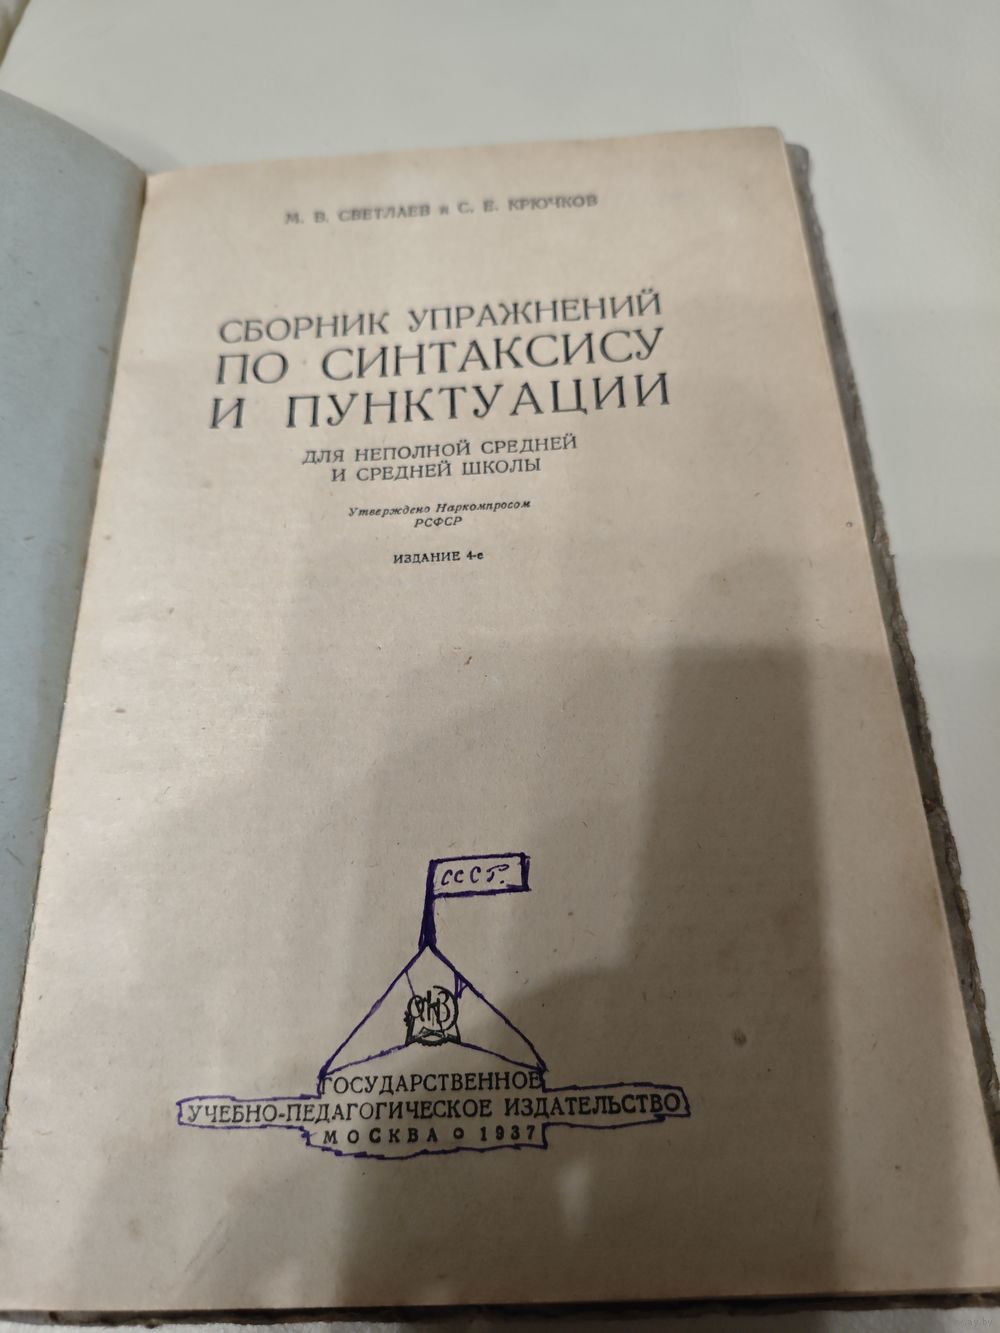 М. В. СВЕТЛАЕВ и С. Е. КРЮЧКОВ
СБОРНИК УПРАЖНЕНИЙ
ПО СИНТАКСИСУ
И ПУНКТУАЦИИ
ДЛЯ НЕПОЛНОЙ СРЕДНЕЙ
И СРЕДНЕЙ ШКОЛЫ
Утверждено Наркомпросом
РСФСР
ИЗДАНИЕ 4-е
СССР.
ГОСУДАРСТВЕННОЕ
УЧЕБНО-ПЕДАГОГИЧЕСКОЕ ИЗДАТЕЛЬСТВО
МОСКВА ○ 1937